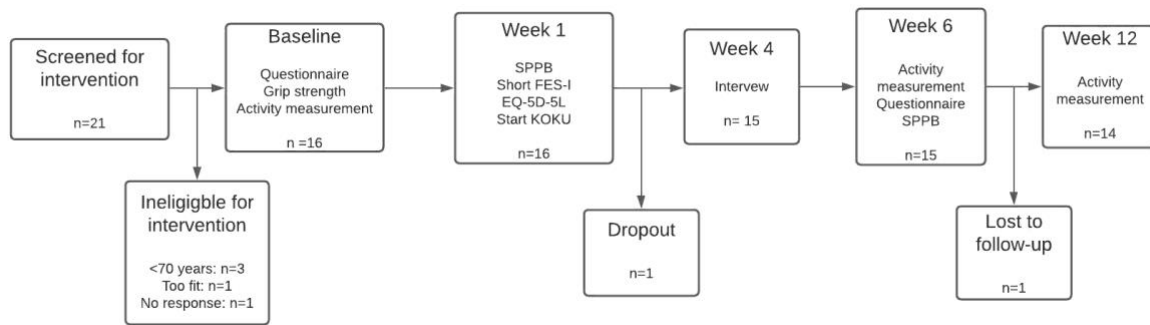 Screened for
intervention
n=21
Ineligigble for
intervention
<70 years: n=3
Too fit: n=1
No response: n=1
Baseline
Questionnaire
Grip strength
Activity measurement
n =16
Week 1
SPPB
Short FES-I
EQ-5D-5L
Start KOKU
n=16
Dropout
n=1
Week 4
Intervew
n= 15
Week 6
Activity
measurement
Questionnaire
SPPB
n=15
Lost to
follow-up
n=1
Week 12
Activity
measurement
n=14